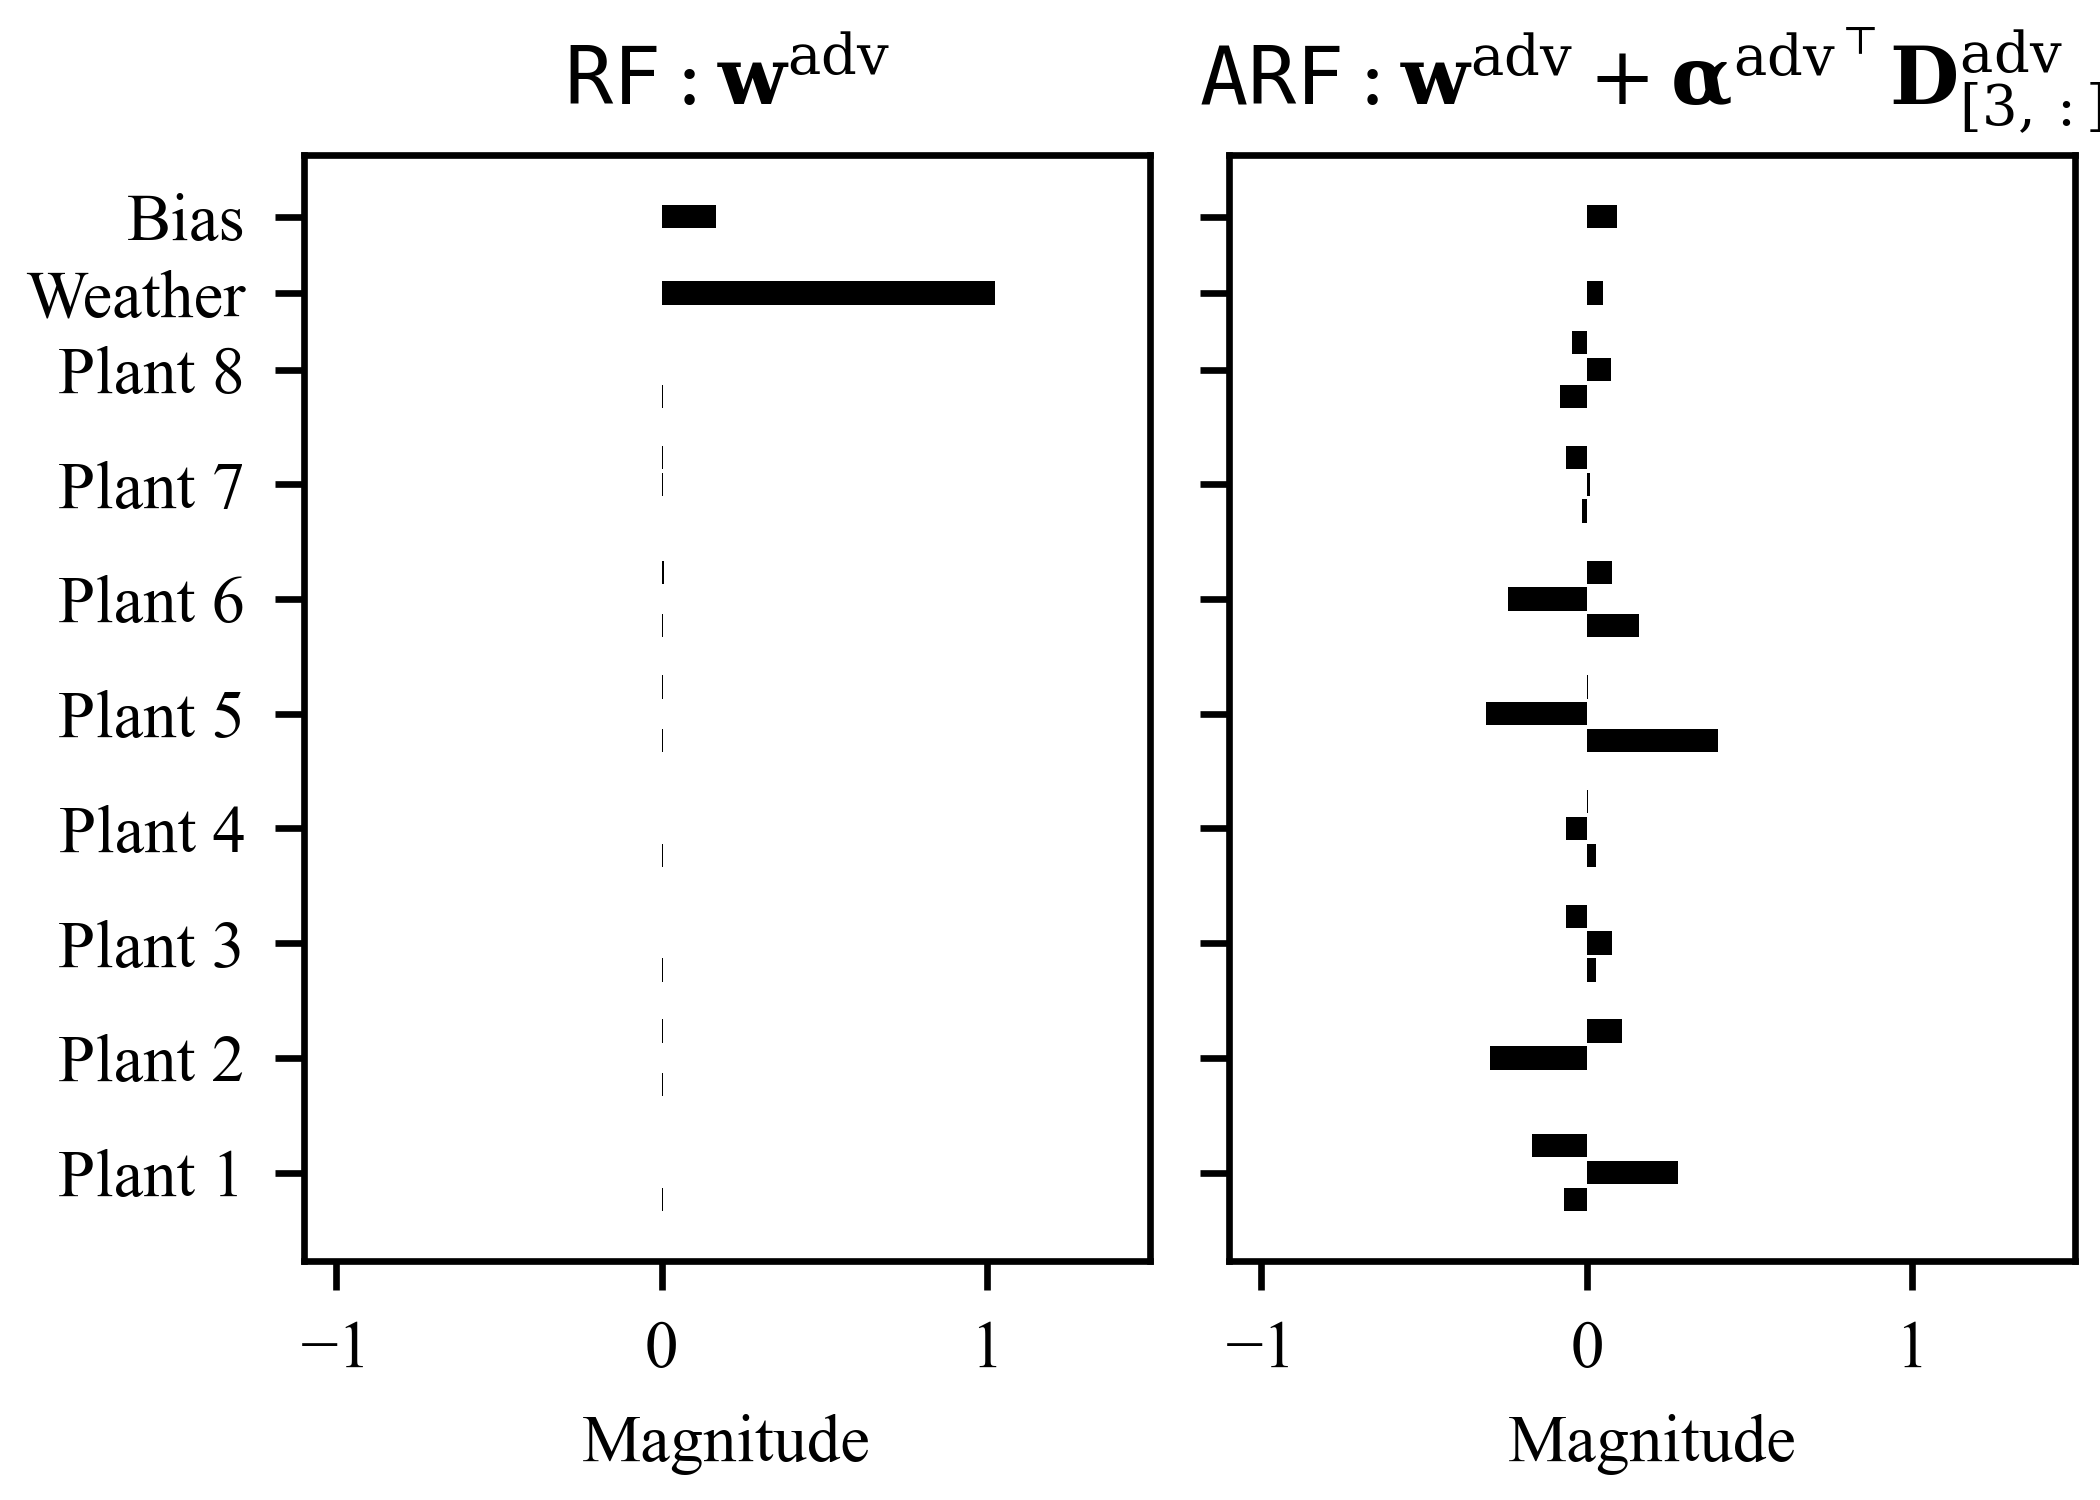 RF : w^adv
ARF : w^adv + α^adv⊤ D^adv_[3, :]
Bias
Weather
Plant 8
Plant 7
Plant 6
Plant 5
Plant 4
Plant 3
Plant 2
Plant 1
−1 0 1
−1 0 1
Magnitude
Magnitude